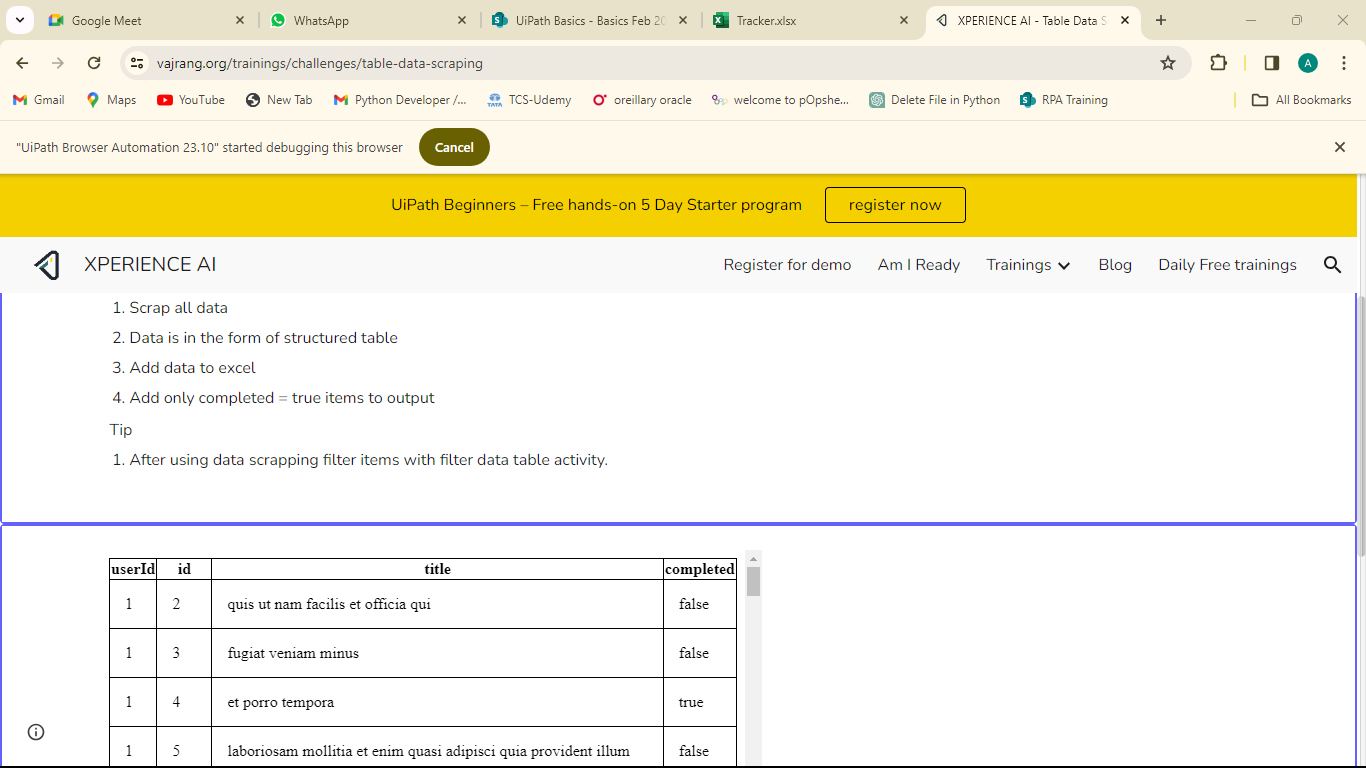 Google Meet
WhatsApp
UiPath Basics - Basics Feb 20
Tracker.xlsx
XPERIENCE AI - Table Data S
vajrang.org/trainings/challenges/table-data-scraping
A
Gmail
Maps
YouTube
New Tab
Python Developer /...
TATA
TCS-Udemy
oreillary oracle
welcome to pOpshe...
Delete File in Python
RPA Training
All Bookmarks
"UiPath Browser Automation 23.10" started debugging this browser
Cancel
UiPath Beginners – Free hands-on 5 Day Starter program
register now
XPERIENCE AI
Register for demo
Am I Ready
Trainings
Blog
Daily Free trainings
1. Scrap all data
2. Data is in the form of structured table
3. Add data to excel
4. Add only completed = true items to output
Tip
1. After using data scrapping filter items with filter data table activity.
userId id title completed
1 2 quis ut nam facilis et officia qui false
1 3 fugiat veniam minus false
1 4 et porro tempora true
1 5 laboriosam mollitia et enim quasi adipisci quia provident illum false